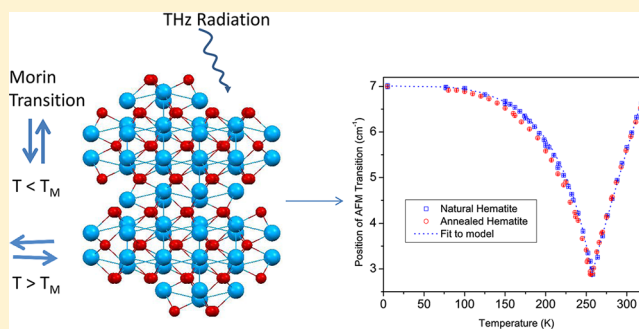 THz Radiation
Morin
Transition
T < T_M
T > T_M
Position of AFM Transition (cm⁻¹)
7
6
5
4
3
Natural Hematite
Annealed Hematite
Fit to model
0 50 100 150 200 250 300
Temperature (K)